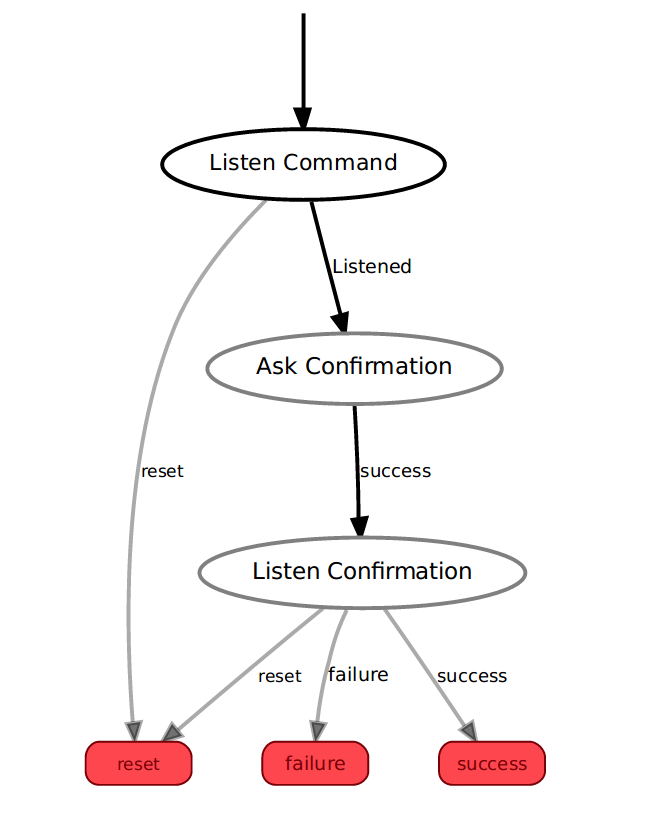 Listen Command
Listened
Ask Confirmation
reset
success
Listen Confirmation
reset
failure
success
reset
failure
success